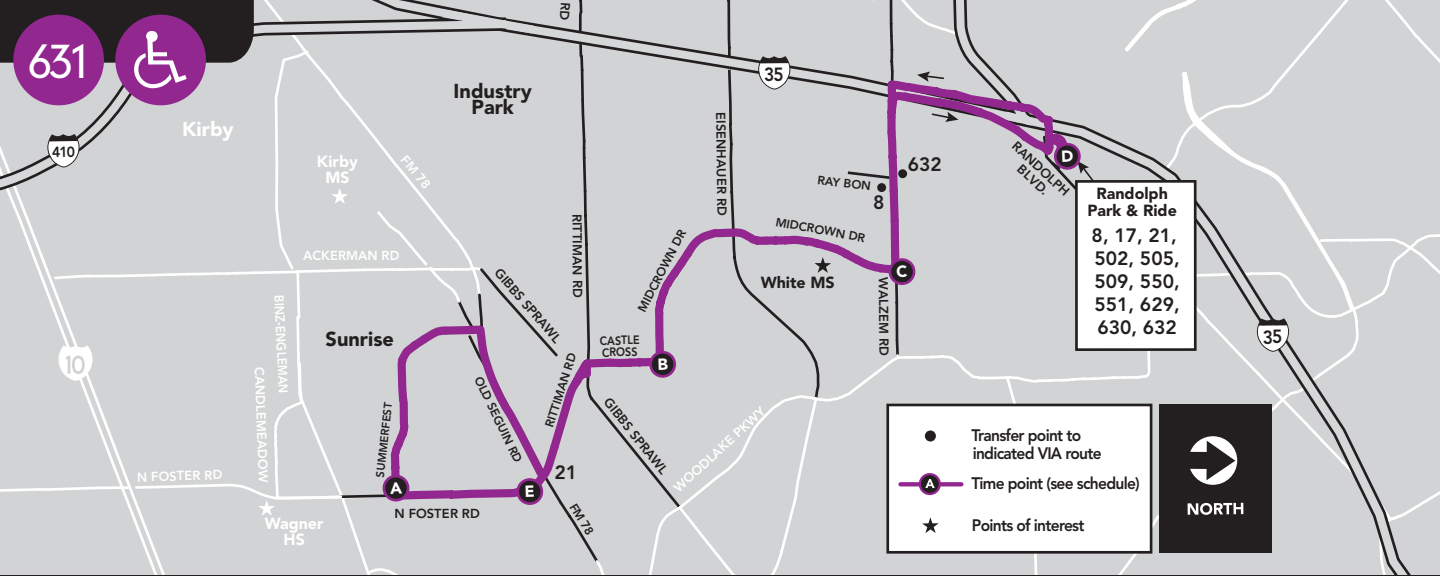 631
410
Kirby
Kirby
MS
FM 78
Industry
Park
RD
35
EISENHAUER RD
RITTIMAN RD
RAY BON
632
8
RANDOLPH
BLVD.
D
Randolph
Park & Ride
8, 17, 21,
502, 505,
509, 550,
551, 629,
630, 632
ACKERMAN RD
GIBBS SPRAWL
MIDCROWN DR
MIDCROWN DR
White MS
C
WALZEM RD
35
10
BINZ-ENGLEMAN
CANDLEMEADOW
Sunrise
CASTLE
CROSS
B
SUMMERFEST
OLD SEGUIN RD
RITTIMAN RD
GIBBS SPRAWL
WOODLAKE PKWY
N FOSTER RD
A
E
21
N FOSTER RD
FM 78
Wagner
HS
Transfer point to
indicated VIA route
A
Time point (see schedule)
Points of interest
NORTH